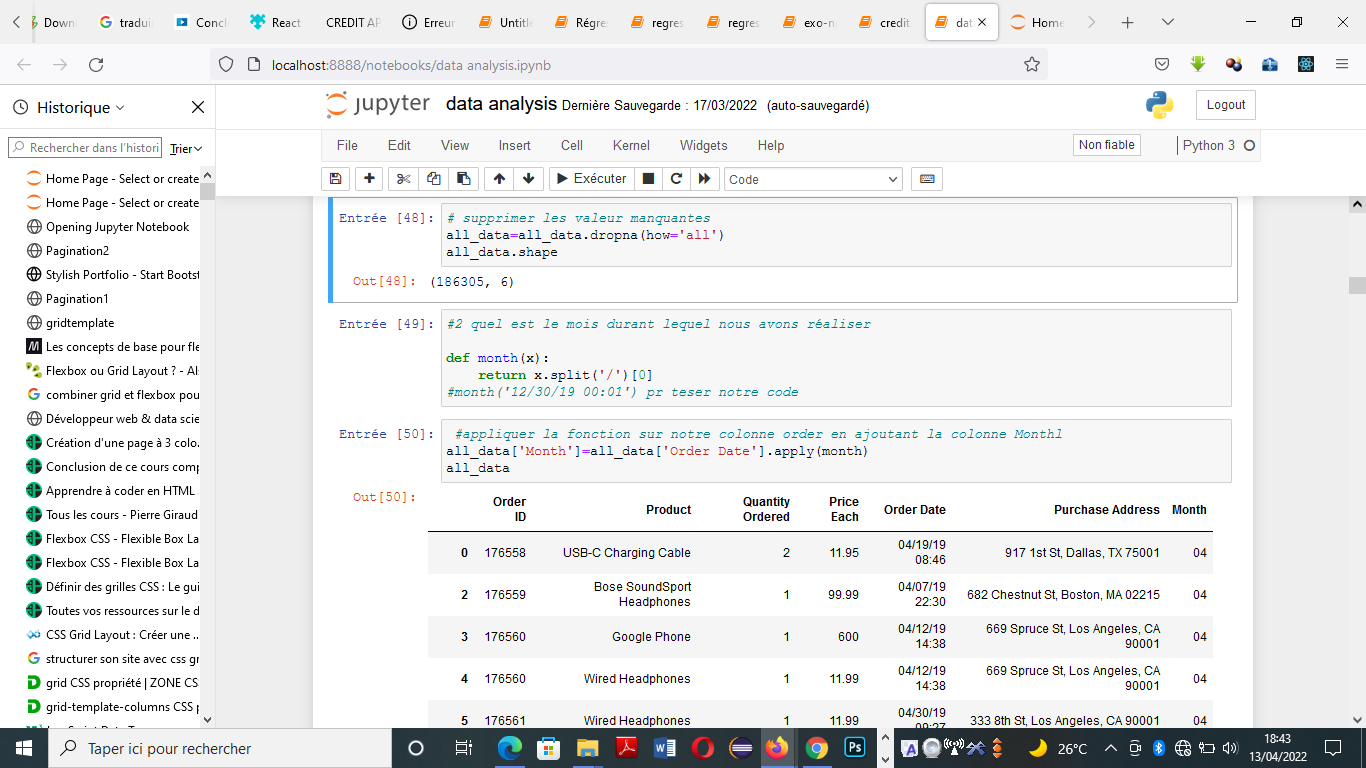 Down
tradui
Concl
React
CREDIT AP
Erreur
Untitle
Régres
regres
regres
exo-n
credit
dat
Home
localhost:8888/notebooks/data analysis.ipynb
Historique
Rechercher dans l'histori
Trier
Home Page - Select or create
Home Page - Select or create
Opening Jupyter Notebook
Pagination2
Stylish Portfolio - Start Bootst
Pagination1
gridtemplate
Les concepts de base pour fle
Flexbox ou Grid Layout ? - Al
combiner grid et flexbox pou
Développeur web & data scie
Création d'une page à 3 colo.
Conclusion de ce cours comp
Apprendre à coder en HTML
Tous les cours - Pierre Giraud
Flexbox CSS - Flexible Box La
Flexbox CSS - Flexible Box La
Définir des grilles CSS : Le gui
Toutes vos ressources sur le d
CSS Grid Layout : Créer une ..
structurer son site avec css gr
grid CSS propriété | ZONE CS
grid-template-columns CSS p
jupyter data analysis Dernière Sauvegarde : 17/03/2022 (auto-sauvegardé)
Logout
File Edit View Insert Cell Kernel Widgets Help
Non fiable
Python 3
Exécuter
Code
Entrée [48]:
# supprimer les valeur manquantes
all_data=all_data.dropna(how='all')
all_data.shape
Out[48]: (186305, 6)
Entrée [49]:
#2 quel est le mois durant lequel nous avons réaliser
def month(x):
return x.split('/')[0]
#month('12/30/19 00:01') pr teser notre code
Entrée [50]:
#appliquer la fonction sur notre colonne order en ajoutant la colonne Monthl
all_data['Month']=all_data['Order Date'].apply(month)
all_data
Out[50]:
Order ID Product Quantity Ordered Price Each Order Date Purchase Address Month
0 176558 USB-C Charging Cable 2 11.95 04/19/19 08:46 917 1st St, Dallas, TX 75001 04
2 176559 Bose SoundSport Headphones 1 99.99 04/07/19 22:30 682 Chestnut St, Boston, MA 02215 04
3 176560 Google Phone 1 600 04/12/19 14:38 669 Spruce St, Los Angeles, CA 90001 04
4 176560 Wired Headphones 1 11.99 04/12/19 14:38 669 Spruce St, Los Angeles, CA 90001 04
5 176561 Wired Headphones 1 11.99 04/30/19 09:27 333 8th St, Los Angeles, CA 90001 04
Taper ici pour rechercher
26°C
18:43
13/04/2022